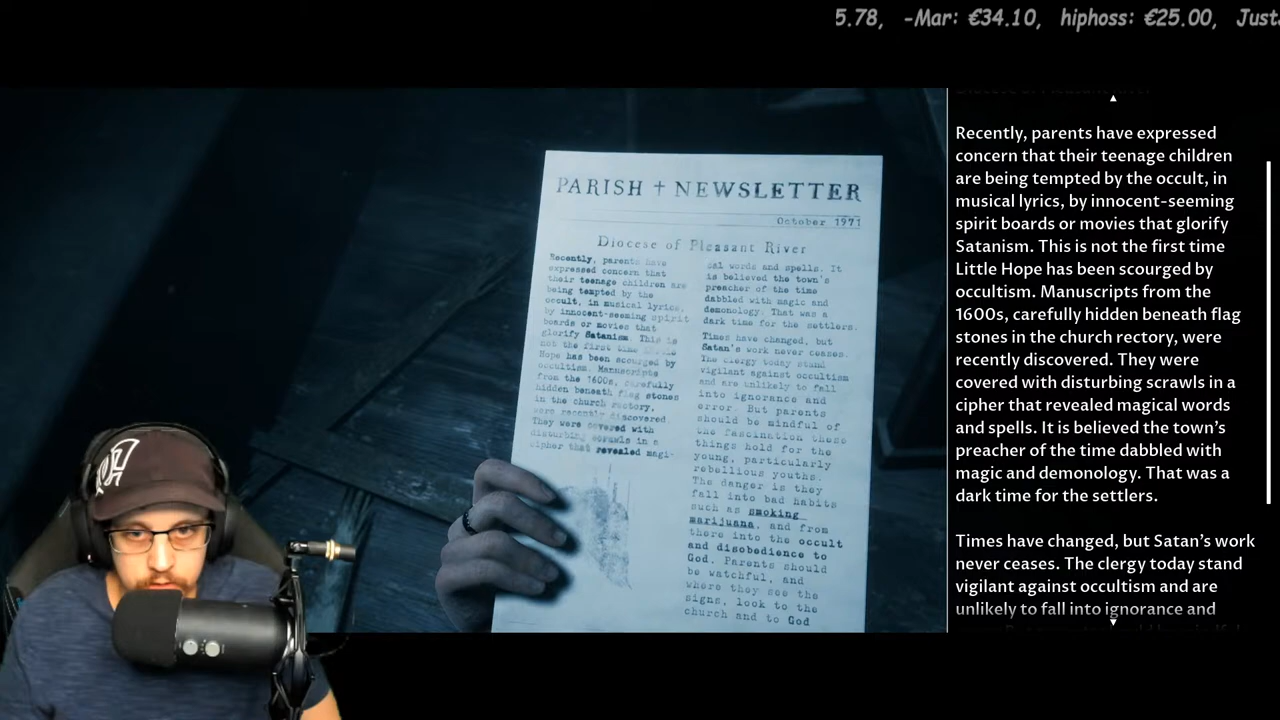 5.78, -Mar: €34.10, hiphoss: €25.00, Just
PARISH † NEWSLETTER
October 1971
Diocese of Pleasant River
Recently, parents have
expressed concern that
their teenage children are
being tempted by the
occult, in musical lyrics,
by innocent-seeming spirit
boards or movies that
glorify Satanism. This is
not the first time Little
Hope has been scourged by
occultism. Manuscripts
from the 1600s, carefully
hidden beneath flag stones
in the church rectory,
were recently discovered
They were covered with
disturbing scrawls in a
cipher that revealed magi-
cal words and spells. It
is believed the town's
preacher of the time
dabbled with magic and
demonology. That was a
dark time for the settlers.
Times have changed, but
Satan's work never ceases.
The clergy today stand
vigilant against occultism
and are unlikely to fall
into ignorance and
error. But parents
should be mindful of
the fascination these
things hold for the
young, particularly
rebellious youths.
The danger is they
fall into bad habits
such as smoking
marijuana, and from
there into the occult
and disobedience to
God. Parents should
be watchful, and
where they see the
signs, look to the
church and to God
Recently, parents have expressed
concern that their teenage children
are being tempted by the occult, in
musical lyrics, by innocent-seeming
spirit boards or movies that glorify
Satanism. This is not the first time
Little Hope has been scourged by
occultism. Manuscripts from the
1600s, carefully hidden beneath flag
stones in the church rectory, were
recently discovered. They were
covered with disturbing scrawls in a
cipher that revealed magical words
and spells. It is believed the town's
preacher of the time dabbled with
magic and demonology. That was a
dark time for the settlers.
Times have changed, but Satan's work
never ceases. The clergy today stand
vigilant against occultism and are
unlikely to fall into ignorance and